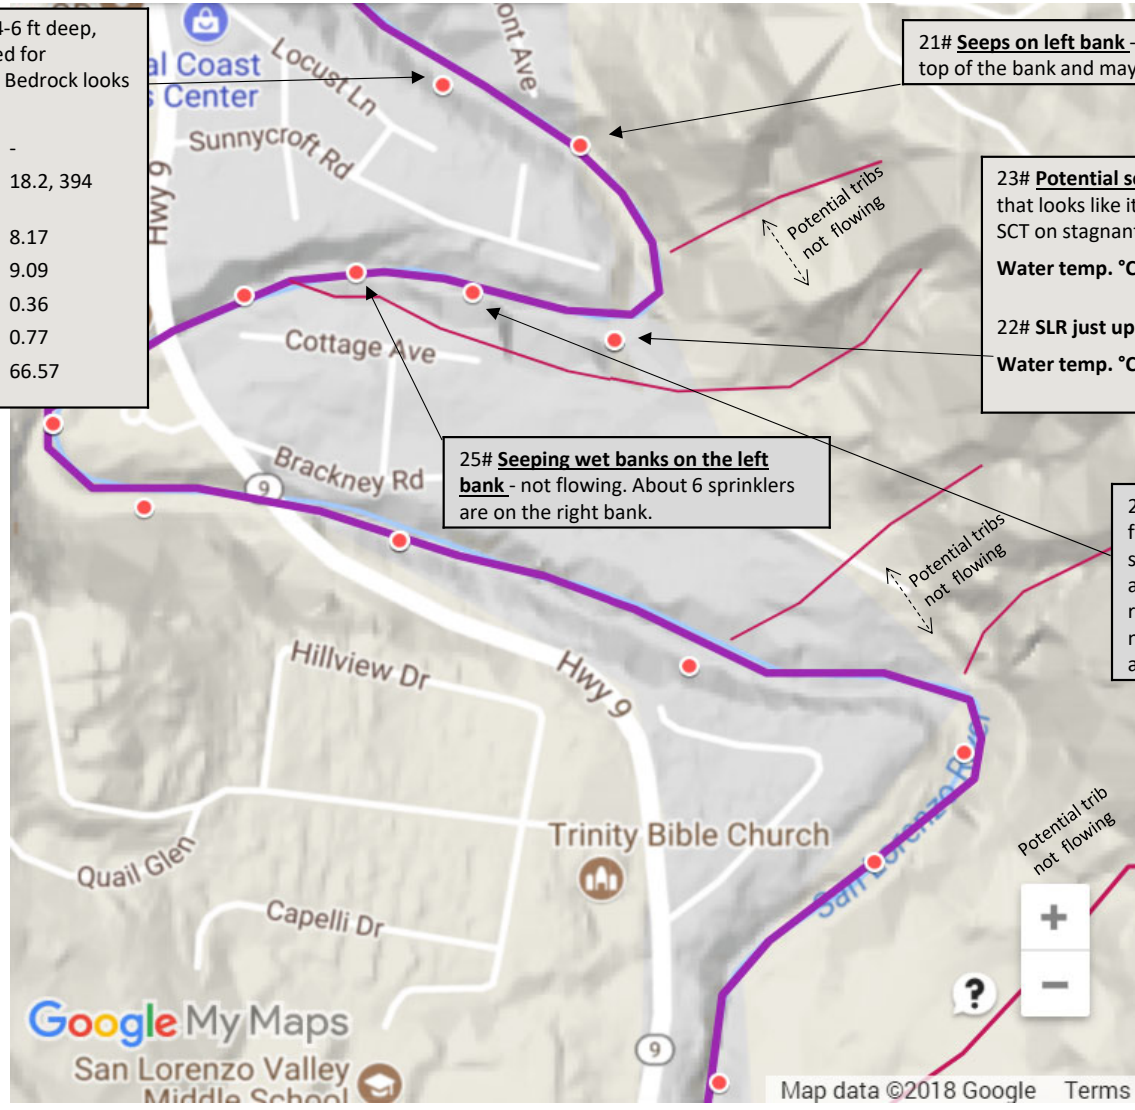 4-6 ft deep,
ed for
Bedrock looks
-
18.2, 394
8.17
9.09
0.36
0.77
66.57
al Coast
s Center
Locust Ln
ont Ave
Sunnycroft Rd
Hwy 9
21# Seeps on left bank -
top of the bank and may
Potential tribs
not flowing
23# Potential se
that looks like it
SCT on stagnant
Water temp. °C
22# SLR just up
Water temp. °C
Cottage Ave
Brackney Rd
9
25# Seeping wet banks on the left
bank - not flowing. About 6 sprinklers
are on the right bank.
Potential tribs
not flowing
2
f
s
a
r
n
a
Hillview Dr
Hwy 9
San Lorenzo River
Trinity Bible Church
Potential trib
not flowing
Quail Glen
Capelli Dr
+
−
?
Google My Maps
9
San Lorenzo Valley
Middle School
Map data ©2018 Google Terms